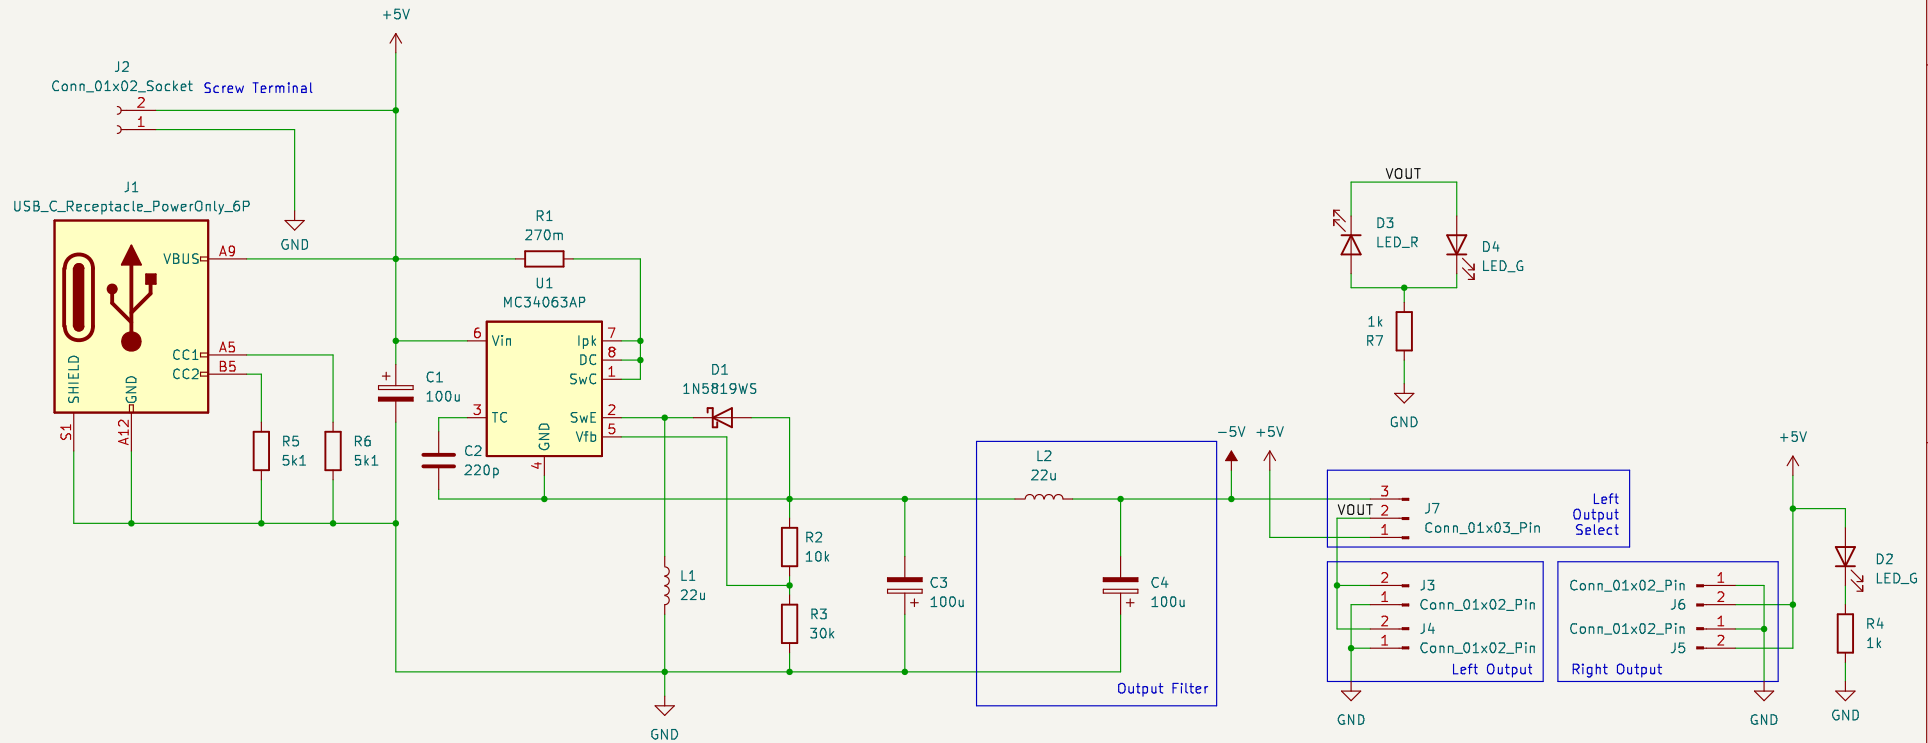 +5V
J2
Conn_01x02_Socket
Screw Terminal
2
1
GND
J1
USB_C_Receptacle_PowerOnly_6P
VBUS
A9
CC1
A5
CC2
B5
SHIELD
GND
S1
A12
R5
5k1
R6
5k1
C1
100u
+
R1
270m
U1
MC34063AP
6
Vin
Ipk
7
DC
8
SwC
1
3
TC
SwE
2
Vfb
5
GND
4
C2
220p
D1
1N5819WS
L1
22u
GND
R2
10k
R3
30k
C3
100u
+
L2
22u
C4
100u
+
Output Filter
-5V
+5V
VOUT
D3
LED_R
D4
LED_G
1k
R7
GND
3
VOUT
2
1
J7
Conn_01x03_Pin
Left
Output
Select
2
J3
1
Conn_01x02_Pin
2
J4
1
Conn_01x02_Pin
Left Output
GND
Conn_01x02_Pin
1
J6
2
Conn_01x02_Pin
1
J5
2
Right Output
GND
+5V
D2
LED_G
R4
1k
GND